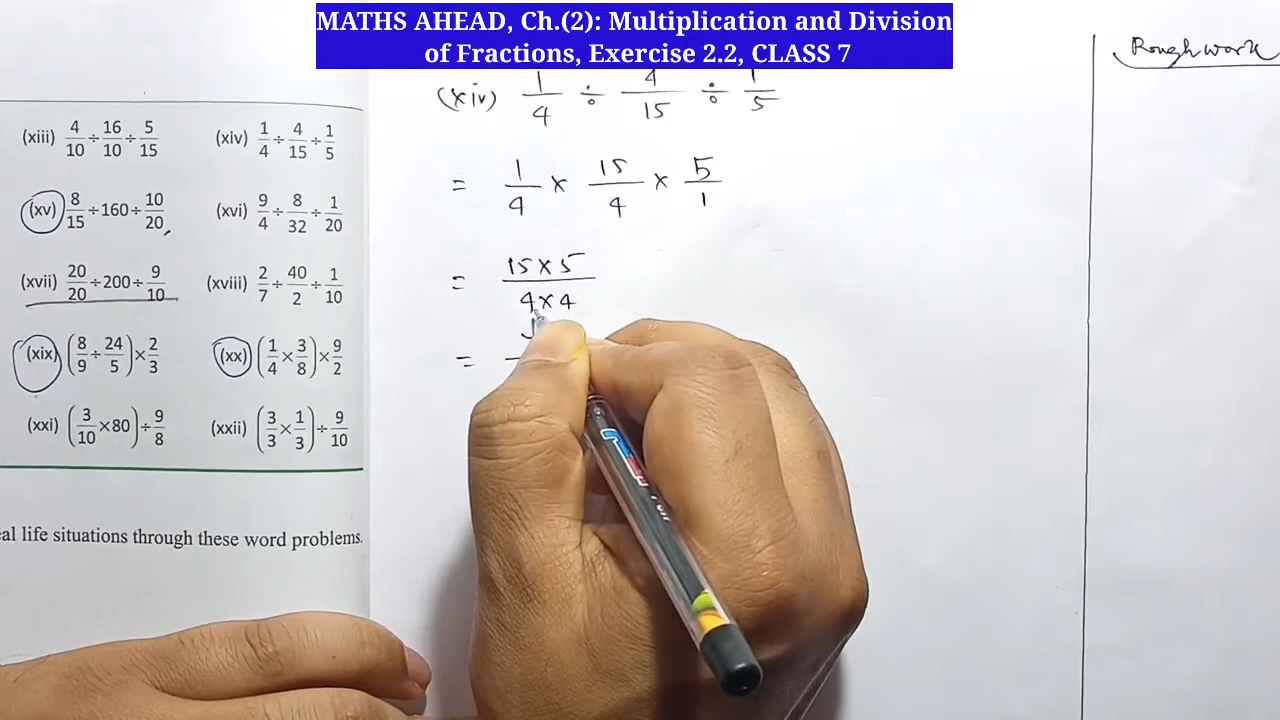 MATHS AHEAD, Ch.(2): Multiplication and Division
of Fractions, Exercise 2.2, CLASS 7
Rough work
(xiv) 1/4 ÷ 4/15 ÷ 1/5
= 1/4 × 15/4 × 5/1
= 15×5/4×4
=
(xiii) 4/10 ÷ 16/10 ÷ 5/15 (xiv) 1/4 ÷ 4/15 ÷ 1/5
(xv) 8/15 ÷ 160 ÷ 10/20, (xvi) 9/4 ÷ 8/32 ÷ 1/20
(xvii) 20/20 ÷ 200 ÷ 9/10 (xviii) 2/7 ÷ 40/2 ÷ 1/10
(xix) (8/9 ÷ 24/5) × 2/3 (xx) (1/4 × 3/8) × 9/2
(xxi) (3/10 × 80) ÷ 9/8 (xxii) (3/3 × 1/3) ÷ 9/10
life situations through these word problems.